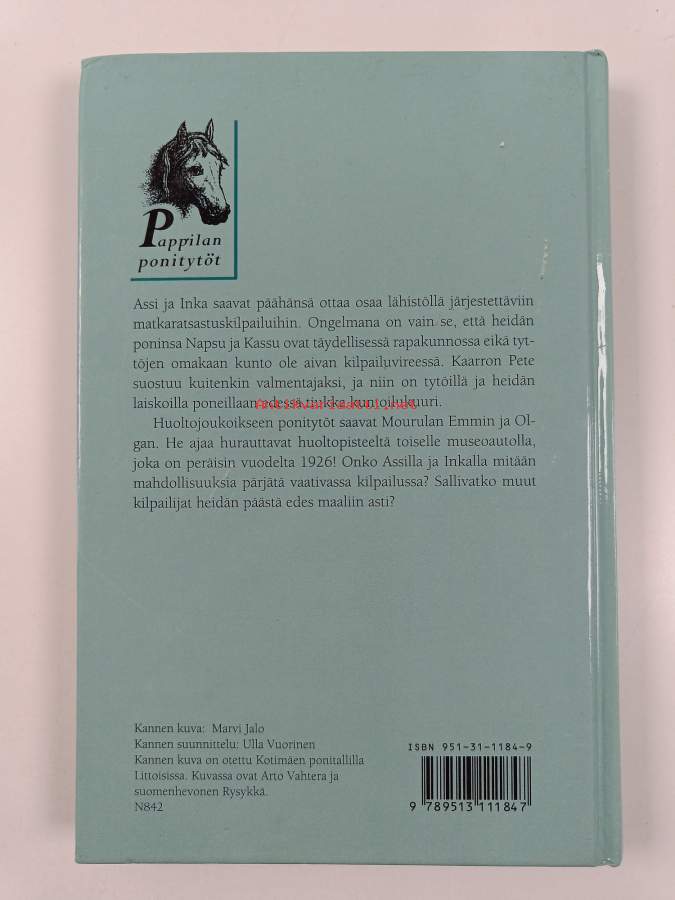 Pappilan
ponitytöt
Assi ja Inka saavat päähänsä ottaa osaa lähistöllä järjestettäviin
matkaratsastuskilpailuihin. Ongelmana on vain se, että heidän
poninsa Napsu ja Kassu ovat täydellisessä rapakunnossa eikä tyt-
töjen omakaan kunto ole aivan kilpailuvireessä. Kaarron Pete
suostuu kuitenkin valmentajaksi, ja niin on tytöillä ja heidän
laiskoilla poneillaan edessä tiukka kuntoilukuuri.
Antikvariaatti.net
Huoltojoukoikseen ponitytöt saavat Mourulan Emmin ja Ol-
gan. He ajaa hurauttavat huoltopisteeltä toiselle museoautolla,
joka on peräisin vuodelta 1926! Onko Assilla ja Inkalla mitään
mahdollisuuksia pärjätä vaativassa kilpailussa? Sallivatko muut
kilpailijat heidän päästä edes maaliin asti?
Kannen kuva: Marvi Jalo
Kannen suunnittelu: Ulla Vuorinen
Kannen kuva on otettu Kotimäen ponitallilla
Littoisissa. Kuvassa ovat Arto Vahtera ja
suomenhevonen Rysykkä.
N842
ISBN 951-31-1184-9
9 789513 111847